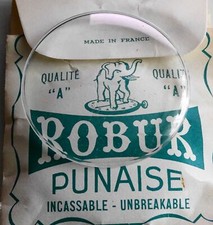 MADE IN FRANCE
QUALITÉ QUALITÉ
"A" "A"
ROBUR
PUNAISE
INCASSABLE - UNBREAKABLE